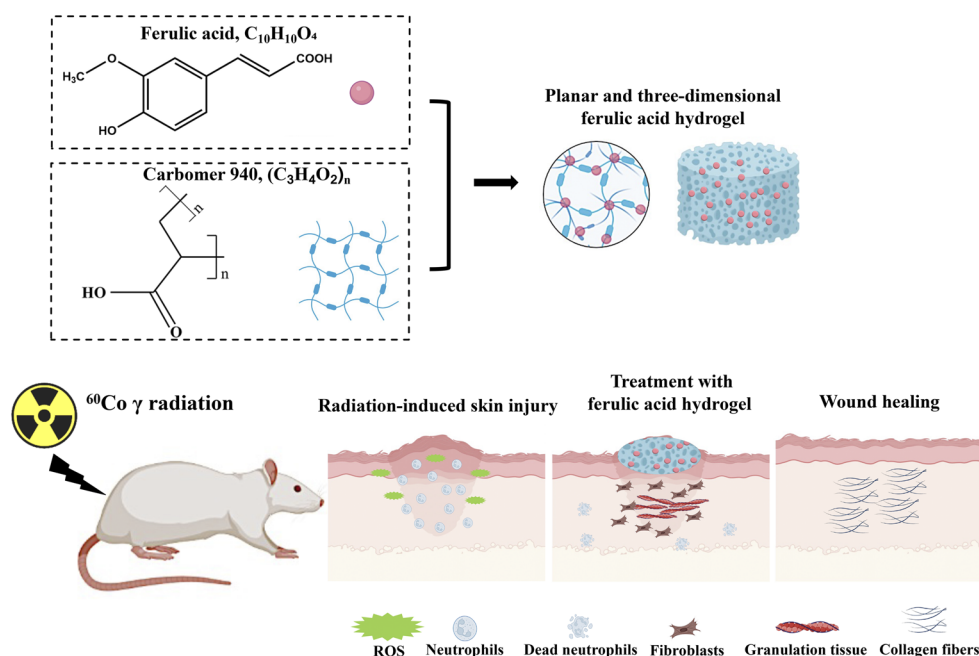 Ferulic acid, C₁₀H₁₀O₄
H₃C
O
COOH
HO
Carbomer 940, (C₃H₄O₂)ₙ
n
n
HO
O
Planar and three-dimensional
ferulic acid hydrogel
⁶⁰Co γ radiation
Radiation-induced skin injury
Treatment with
ferulic acid hydrogel
Wound healing
ROS
Neutrophils
Dead neutrophils
Fibroblasts
Granulation tissue
Collagen fibers